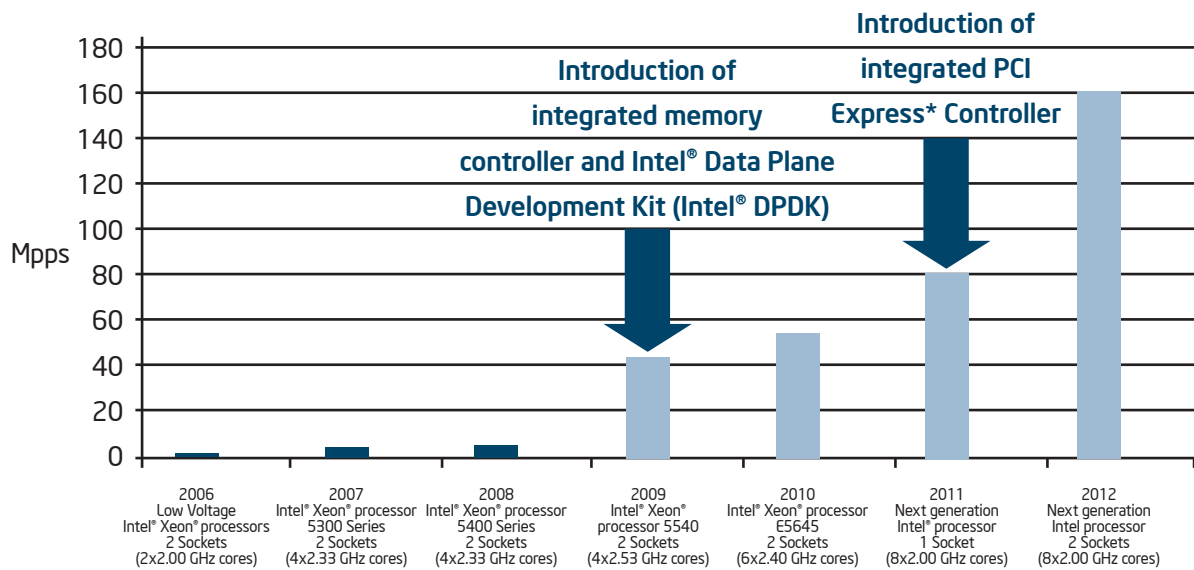 Introduction of
integrated PCI
Express* Controller
Introduction of
integrated memory
controller and Intel® Data Plane
Development Kit (Intel® DPDK)
Mpps
180
160
140
120
100
80
60
40
20
0
2006
Low Voltage
Intel® Xeon® processors
2 Sockets
(2x2.00 GHz cores)
2007
Intel® Xeon® processor
5300 Series
2 Sockets
(4x2.33 GHz cores)
2008
Intel® Xeon® processor
5400 Series
2 Sockets
(4x2.33 GHz cores)
2009
Intel® Xeon®
processor 5540
2 Sockets
(4x2.53 GHz cores)
2010
Intel® Xeon® processor
E5645
2 Sockets
(6x2.40 GHz cores)
2011
Next generation
Intel® processor
1 Socket
(8x2.00 GHz cores)
2012
Next generation
Intel processor
2 Sockets
(8x2.00 GHz cores)